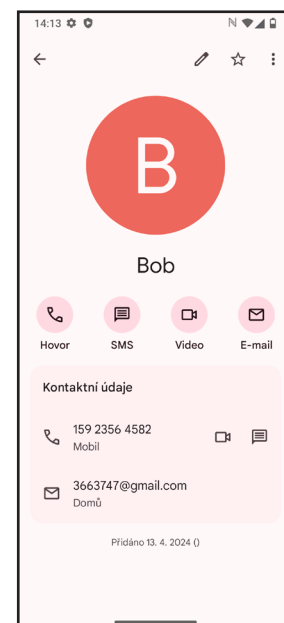 14:13
B
Bob
Hovor SMS Video E-mail
Kontaktní údaje
159 2356 4582
Mobil
3663747@gmail.com
Domů
Přidáno 13. 4. 2024 ()